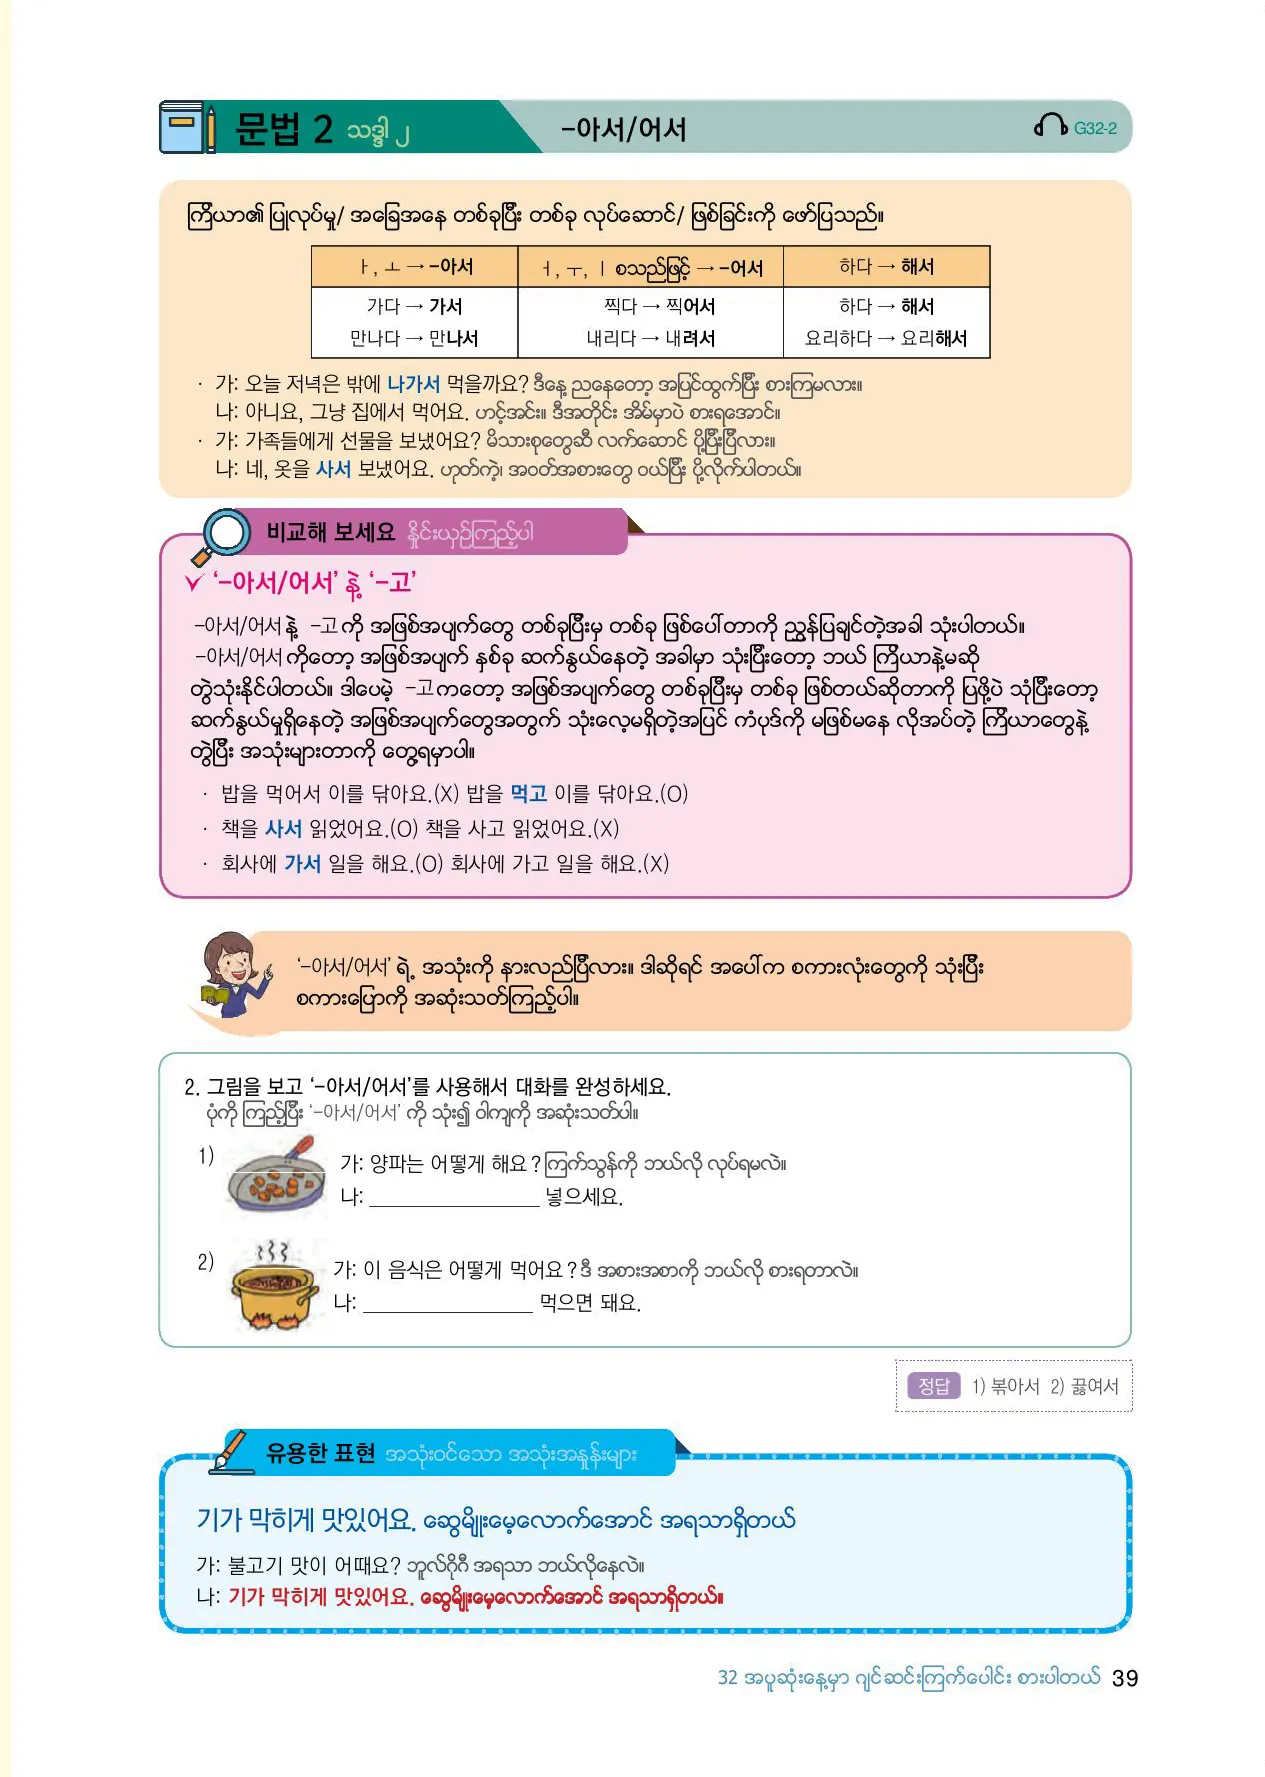 문법 2 သဒ္ဒါ ၂ -아서/어서 G32-2
ကြိယာ၏ ပြုလုပ်မှု/ အခြေအနေ တစ်ခုပြီး တစ်ခု လုပ်ဆောင်/ ဖြစ်ခြင်းကို ဖော်ပြသည်။
ㅏ, ㅗ → -아서 ㅓ, ㅜ, ㅣ စသည်ဖြင့် → -어서 하다 → 해서
가다 → 가서 찍다 → 찍어서 하다 → 해서
만나다 → 만나서 내리다 → 내려서 요리하다 → 요리해서
· 가: 오늘 저녁은 밖에 나가서 먹을까요? ဒီနေ့ ညနေတော့ အပြင်ထွက်ပြီး စားကြမလား။
나: 아니요, 그냥 집에서 먹어요. ဟင့်အင်း။ ဒီအတိုင်း အိမ်မှာပဲ စားရအောင်။
· 가: 가족들에게 선물을 보냈어요? မိသားစုတွေဆီ လက်ဆောင် ပို့ပြီးပြီလား။
나: 네, 옷을 사서 보냈어요. ဟုတ်ကဲ့၊ အဝတ်အစားတွေ ဝယ်ပြီး ပို့လိုက်ပါတယ်။
비교해 보세요 နှိုင်းယှဉ်ကြည့်ပါ
‘-아서/어서’ နဲ့ ‘-고’
-아서/어서 နဲ့ -고 ကို အဖြစ်အပျက်တွေ တစ်ခုပြီးမှ တစ်ခု ဖြစ်ပေါ်တာကို ညွှန်ပြချင်တဲ့အခါ သုံးပါတယ်။
-아서/어서 ကိုတော့ အဖြစ်အပျက် နှစ်ခု ဆက်နွယ်နေတဲ့ အခါမှာ သုံးပြီးတော့ ဘယ် ကြိယာနဲ့မဆို
တွဲသုံးနိုင်ပါတယ်။ ဒါပေမဲ့ -고 ကတော့ အဖြစ်အပျက်တွေ တစ်ခုပြီးမှ တစ်ခု ဖြစ်တယ်ဆိုတာကို ပြဖို့ပဲ သုံးပြီးတော့
ဆက်နွယ်မှုရှိနေတဲ့ အဖြစ်အပျက်တွေအတွက် သုံးလေ့မရှိတဲ့အပြင် ကံပုဒ်ကို မဖြစ်မနေ လိုအပ်တဲ့ ကြိယာတွေနဲ့
တွဲပြီး အသုံးများတာကို တွေ့ရမှာပါ။
· 밥을 먹어서 이를 닦아요.(X) 밥을 먹고 이를 닦아요.(O)
· 책을 사서 읽었어요.(O) 책을 사고 읽었어요.(X)
· 회사에 가서 일을 해요.(O) 회사에 가고 일을 해요.(X)
‘-아서/어서’ ရဲ့ အသုံးကို နားလည်ပြီလား။ ဒါဆိုရင် အပေါ်က စကားလုံးတွေကို သုံးပြီး
စကားပြောကို အဆုံးသတ်ကြည့်ပါ။
2. 그림을 보고 ‘-아서/어서’를 사용해서 대화를 완성하세요.
ပုံကို ကြည့်ပြီး ‘-아서/어서’ ကို သုံး၍ ဝါကျကို အဆုံးသတ်ပါ။
1) 가: 양파는 어떻게 해요? ကြက်သွန်ကို ဘယ်လို လုပ်ရမလဲ။
나: ________________ 넣으세요.
2) 가: 이 음식은 어떻게 먹어요? ဒီ အစားအစာကို ဘယ်လို စားရတာလဲ။
나: ________________ 먹으면 돼요.
정답 1) 볶아서 2) 끓여서
유용한 표현 အသုံးဝင်သော အသုံးအနှုန်းများ
기가 막히게 맛있어요. ဆွေမျိုးမေ့လောက်အောင် အရသာရှိတယ်
가: 불고기 맛이 어때요? ဘူလ်ဂိုဂီ အရသာ ဘယ်လိုနေလဲ။
나: 기가 막히게 맛있어요. ဆွေမျိုးမေ့လောက်အောင် အရသာရှိတယ်။
32 အပူဆုံးနေ့မှာ ဂျင်ဆင်းကြက်ပေါင်း စားပါတယ် 39